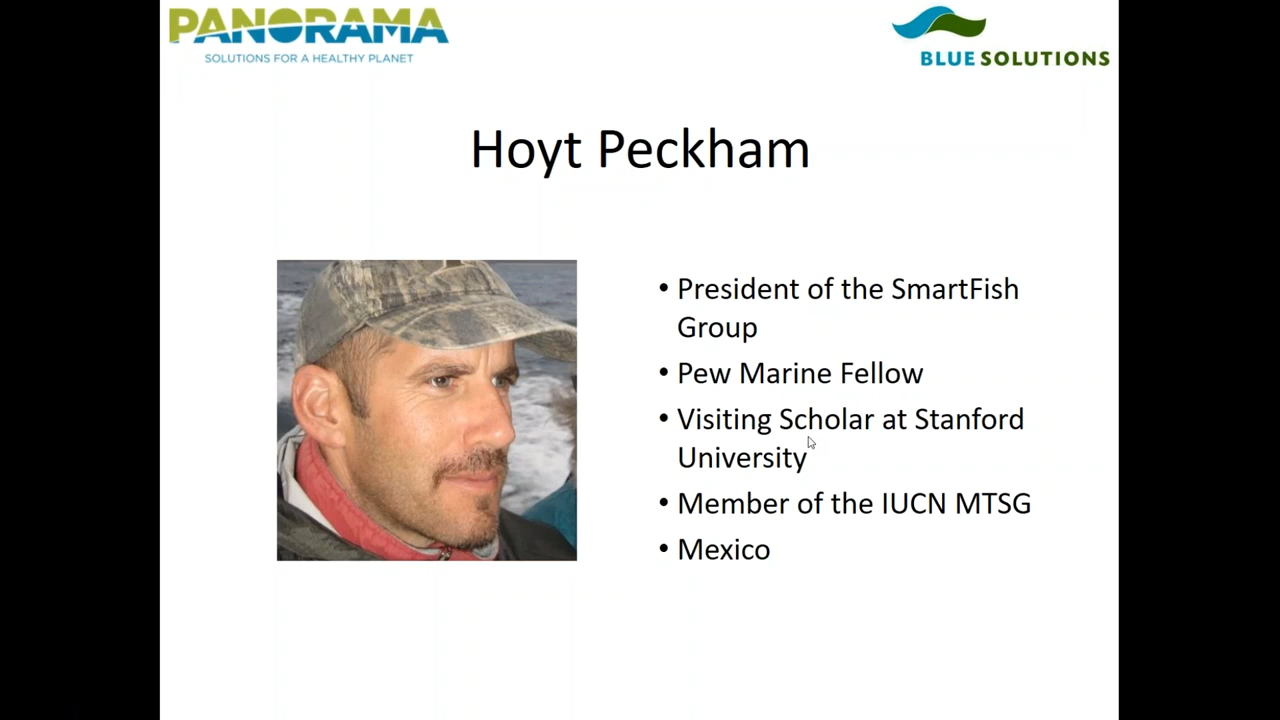 PANORAMA
SOLUTIONS FOR A HEALTHY PLANET
BLUE SOLUTIONS
Hoyt Peckham
• President of the SmartFish
Group
• Pew Marine Fellow
• Visiting Scholar at Stanford
University
• Member of the IUCN MTSG
• Mexico